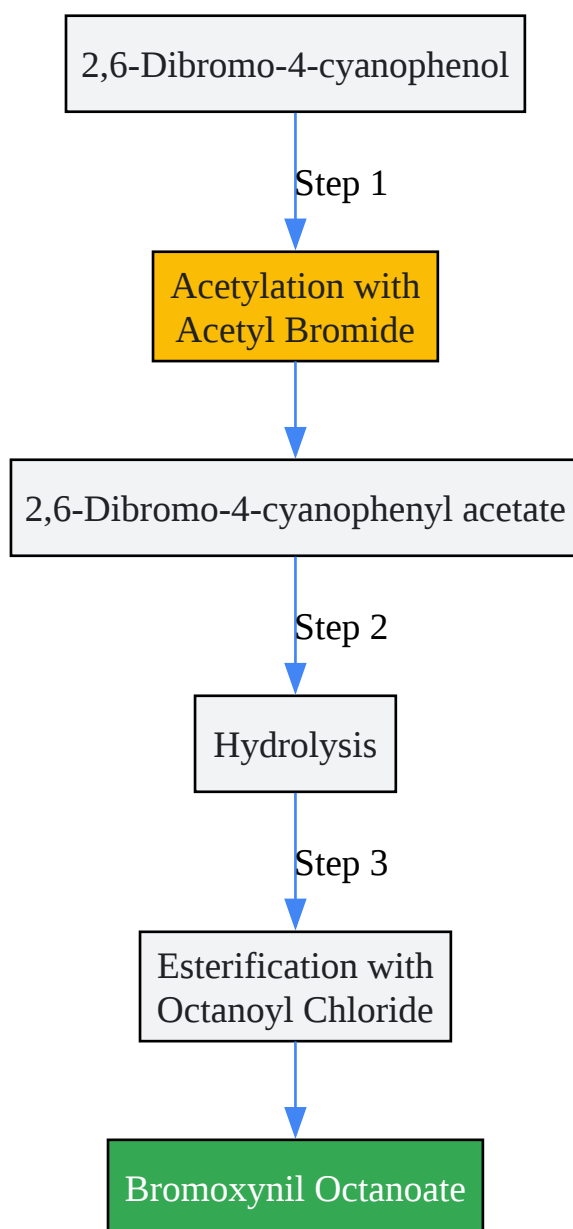 2,6-Dibromo-4-cyanophenol
Step 1
Acetylation with
Acetyl Bromide
2,6-Dibromo-4-cyanophenyl acetate
Step 2
Hydrolysis
Step 3
Esterification with
Octanoyl Chloride
Bromoxynil Octanoate